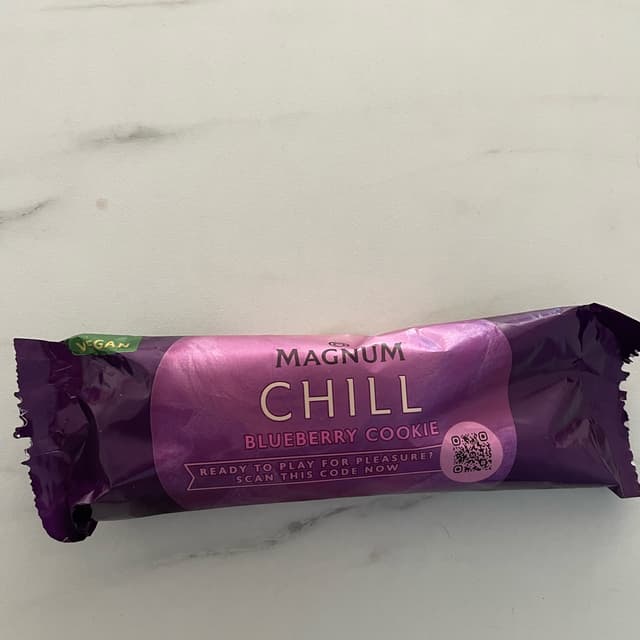 VEGAN
MAGNUM
CHILL
BLUEBERRY COOKIE
READY TO PLAY FOR PLEASURE?
SCAN THIS CODE NOW